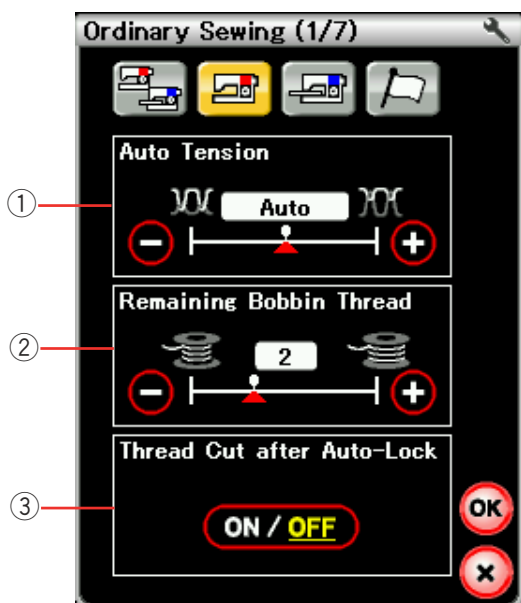 Ordinary Sewing (1/7)
Auto Tension
① Auto
− +
Remaining Bobbin Thread
② 2
− +
Thread Cut after Auto-Lock
③ ON / OFF
OK
×